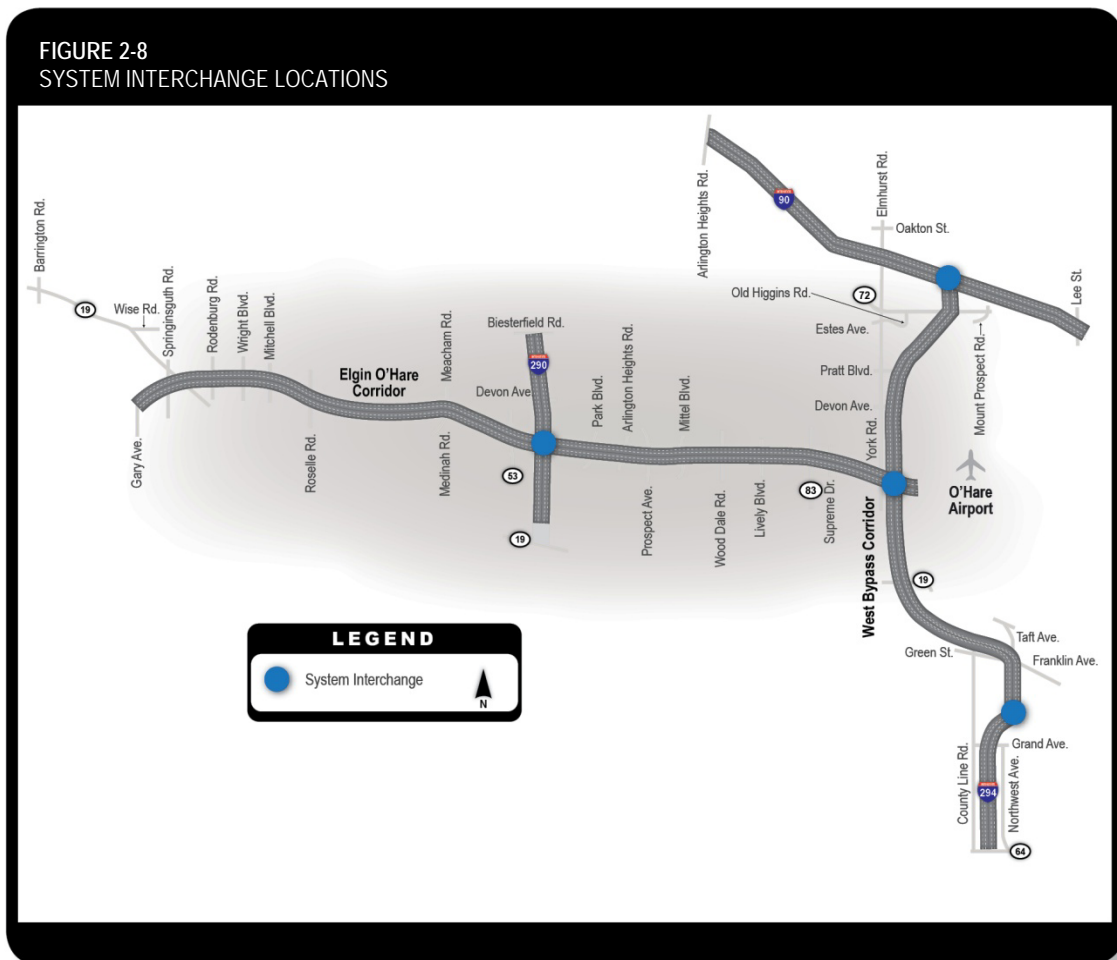 FIGURE 2-8
SYSTEM INTERCHANGE LOCATIONS
Barrington Rd.
19
Wise Rd.
Springinsguth Rd.
Rodenburg Rd.
Wright Blvd.
Mitchell Blvd.
Gary Ave.
Roselle Rd.
Elgin O'Hare
Corridor
Meacham Rd.
Medinah Rd.
Biesterfield Rd.
INTERSTATE
290
Devon Ave.
53
19
Park Blvd.
Arlington Heights Rd.
Mittel Blvd.
Prospect Ave.
Wood Dale Rd.
Lively Blvd.
83
Supreme Dr.
Arlington Heights Rd.
INTERSTATE
90
Elmhurst Rd.
Oakton St.
Old Higgins Rd.
72
Lee St.
Estes Ave.
Mount Prospect Rd.
Pratt Blvd.
Devon Ave.
York Rd.
O'Hare
Airport
West Bypass Corridor
19
Taft Ave.
Green St.
Franklin Ave.
Grand Ave.
County Line Rd.
INTERSTATE
294
Northwest Ave.
64
LEGEND
System Interchange
N